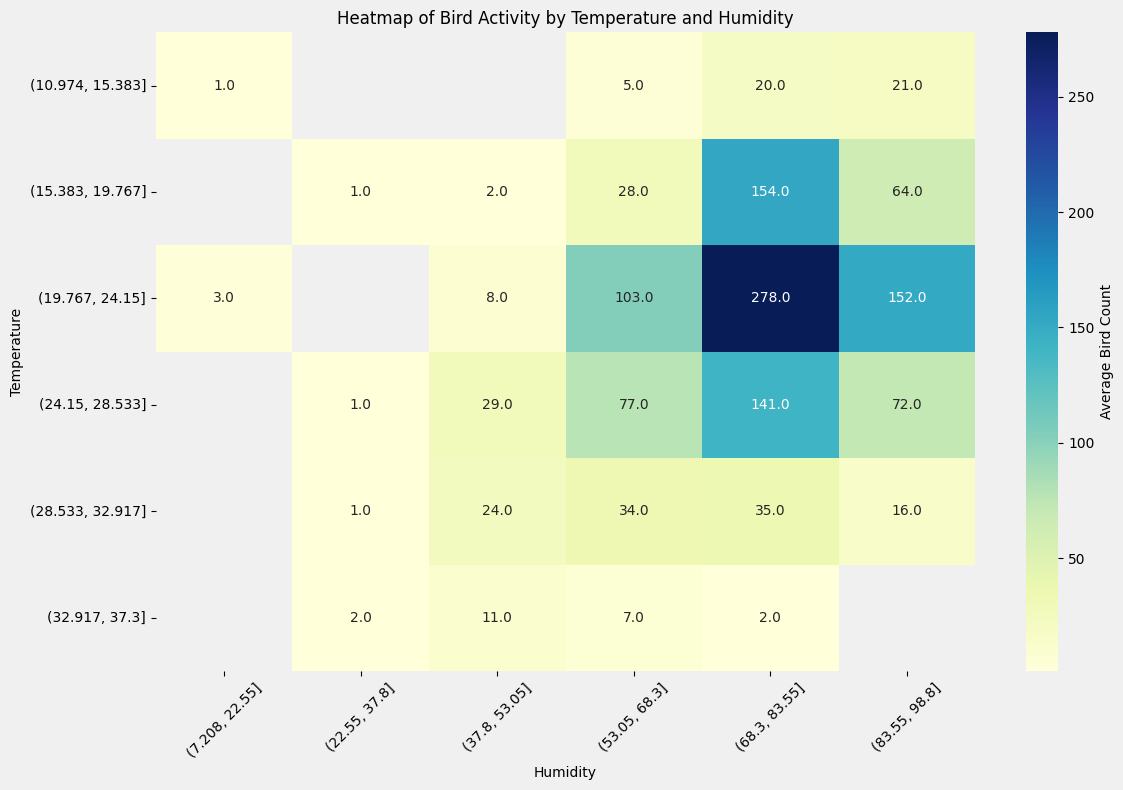 Heatmap of Bird Activity by Temperature and Humidity
Temperature
(10.974, 15.383] 1.0 5.0 20.0 21.0
(15.383, 19.767] 1.0 2.0 28.0 154.0 64.0
(19.767, 24.15] 3.0 8.0 103.0 278.0 152.0
(24.15, 28.533] 1.0 29.0 77.0 141.0 72.0
(28.533, 32.917] 1.0 24.0 34.0 35.0 16.0
(32.917, 37.3] 2.0 11.0 7.0 2.0
(7.208, 22.55] (22.55, 37.8] (37.8, 53.05] (53.05, 68.3] (68.3, 83.55] (83.55, 98.8]
Humidity
250
200
150
100
50
Average Bird Count